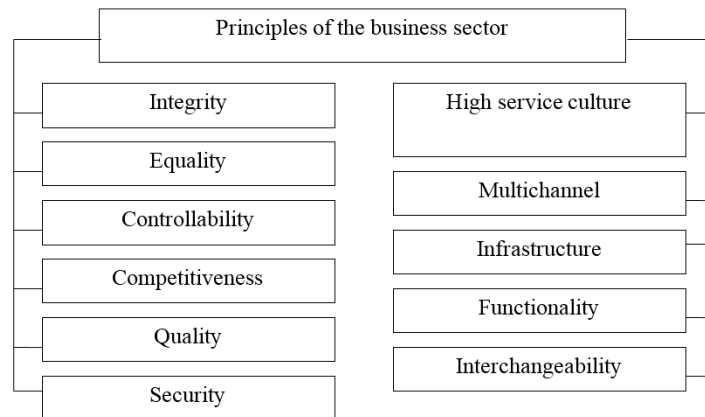 Principles of the business sector
Integrity
Equality
Controllability
Competitiveness
Quality
Security
High service culture
Multichannel
Infrastructure
Functionality
Interchangeability